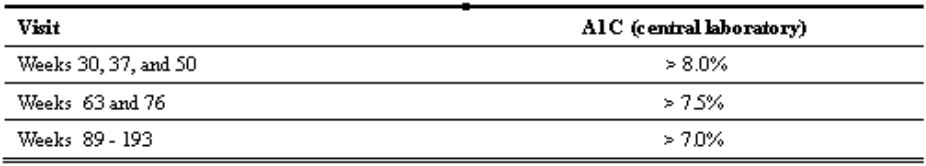 Visit A1C (central laboratory)
Weeks 30, 37, and 50 > 8.0%
Weeks 63 and 76 > 7.5%
Weeks 89 - 193 > 7.0%